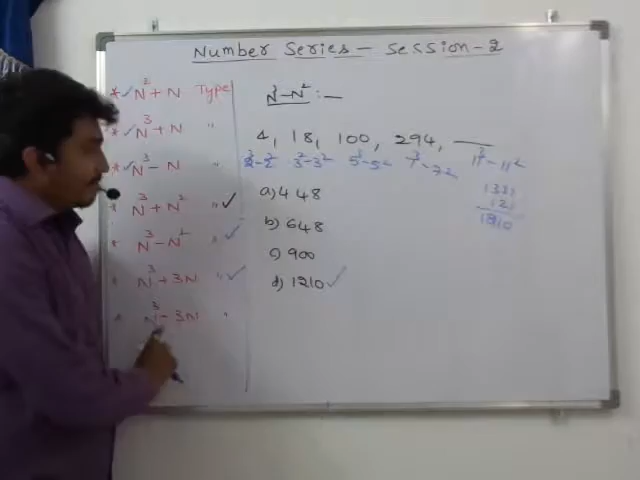 Number Series - Session-2
* ✓ N² + N Type
* ✓ N³ + N "
* ✓ N³ - N "
* N³ + N² " ✓
* N³ - N² " ✓
* N³ + 3N " ✓
* N³ - 3N "
N³-N² :-
4, 18, 100, 294, ___
2³-2² 3³-3² 5³-5² 7³-7² 11³-11²
a) 448
b) 648
c) 900
d) 1210 ✓
1331
121
1210